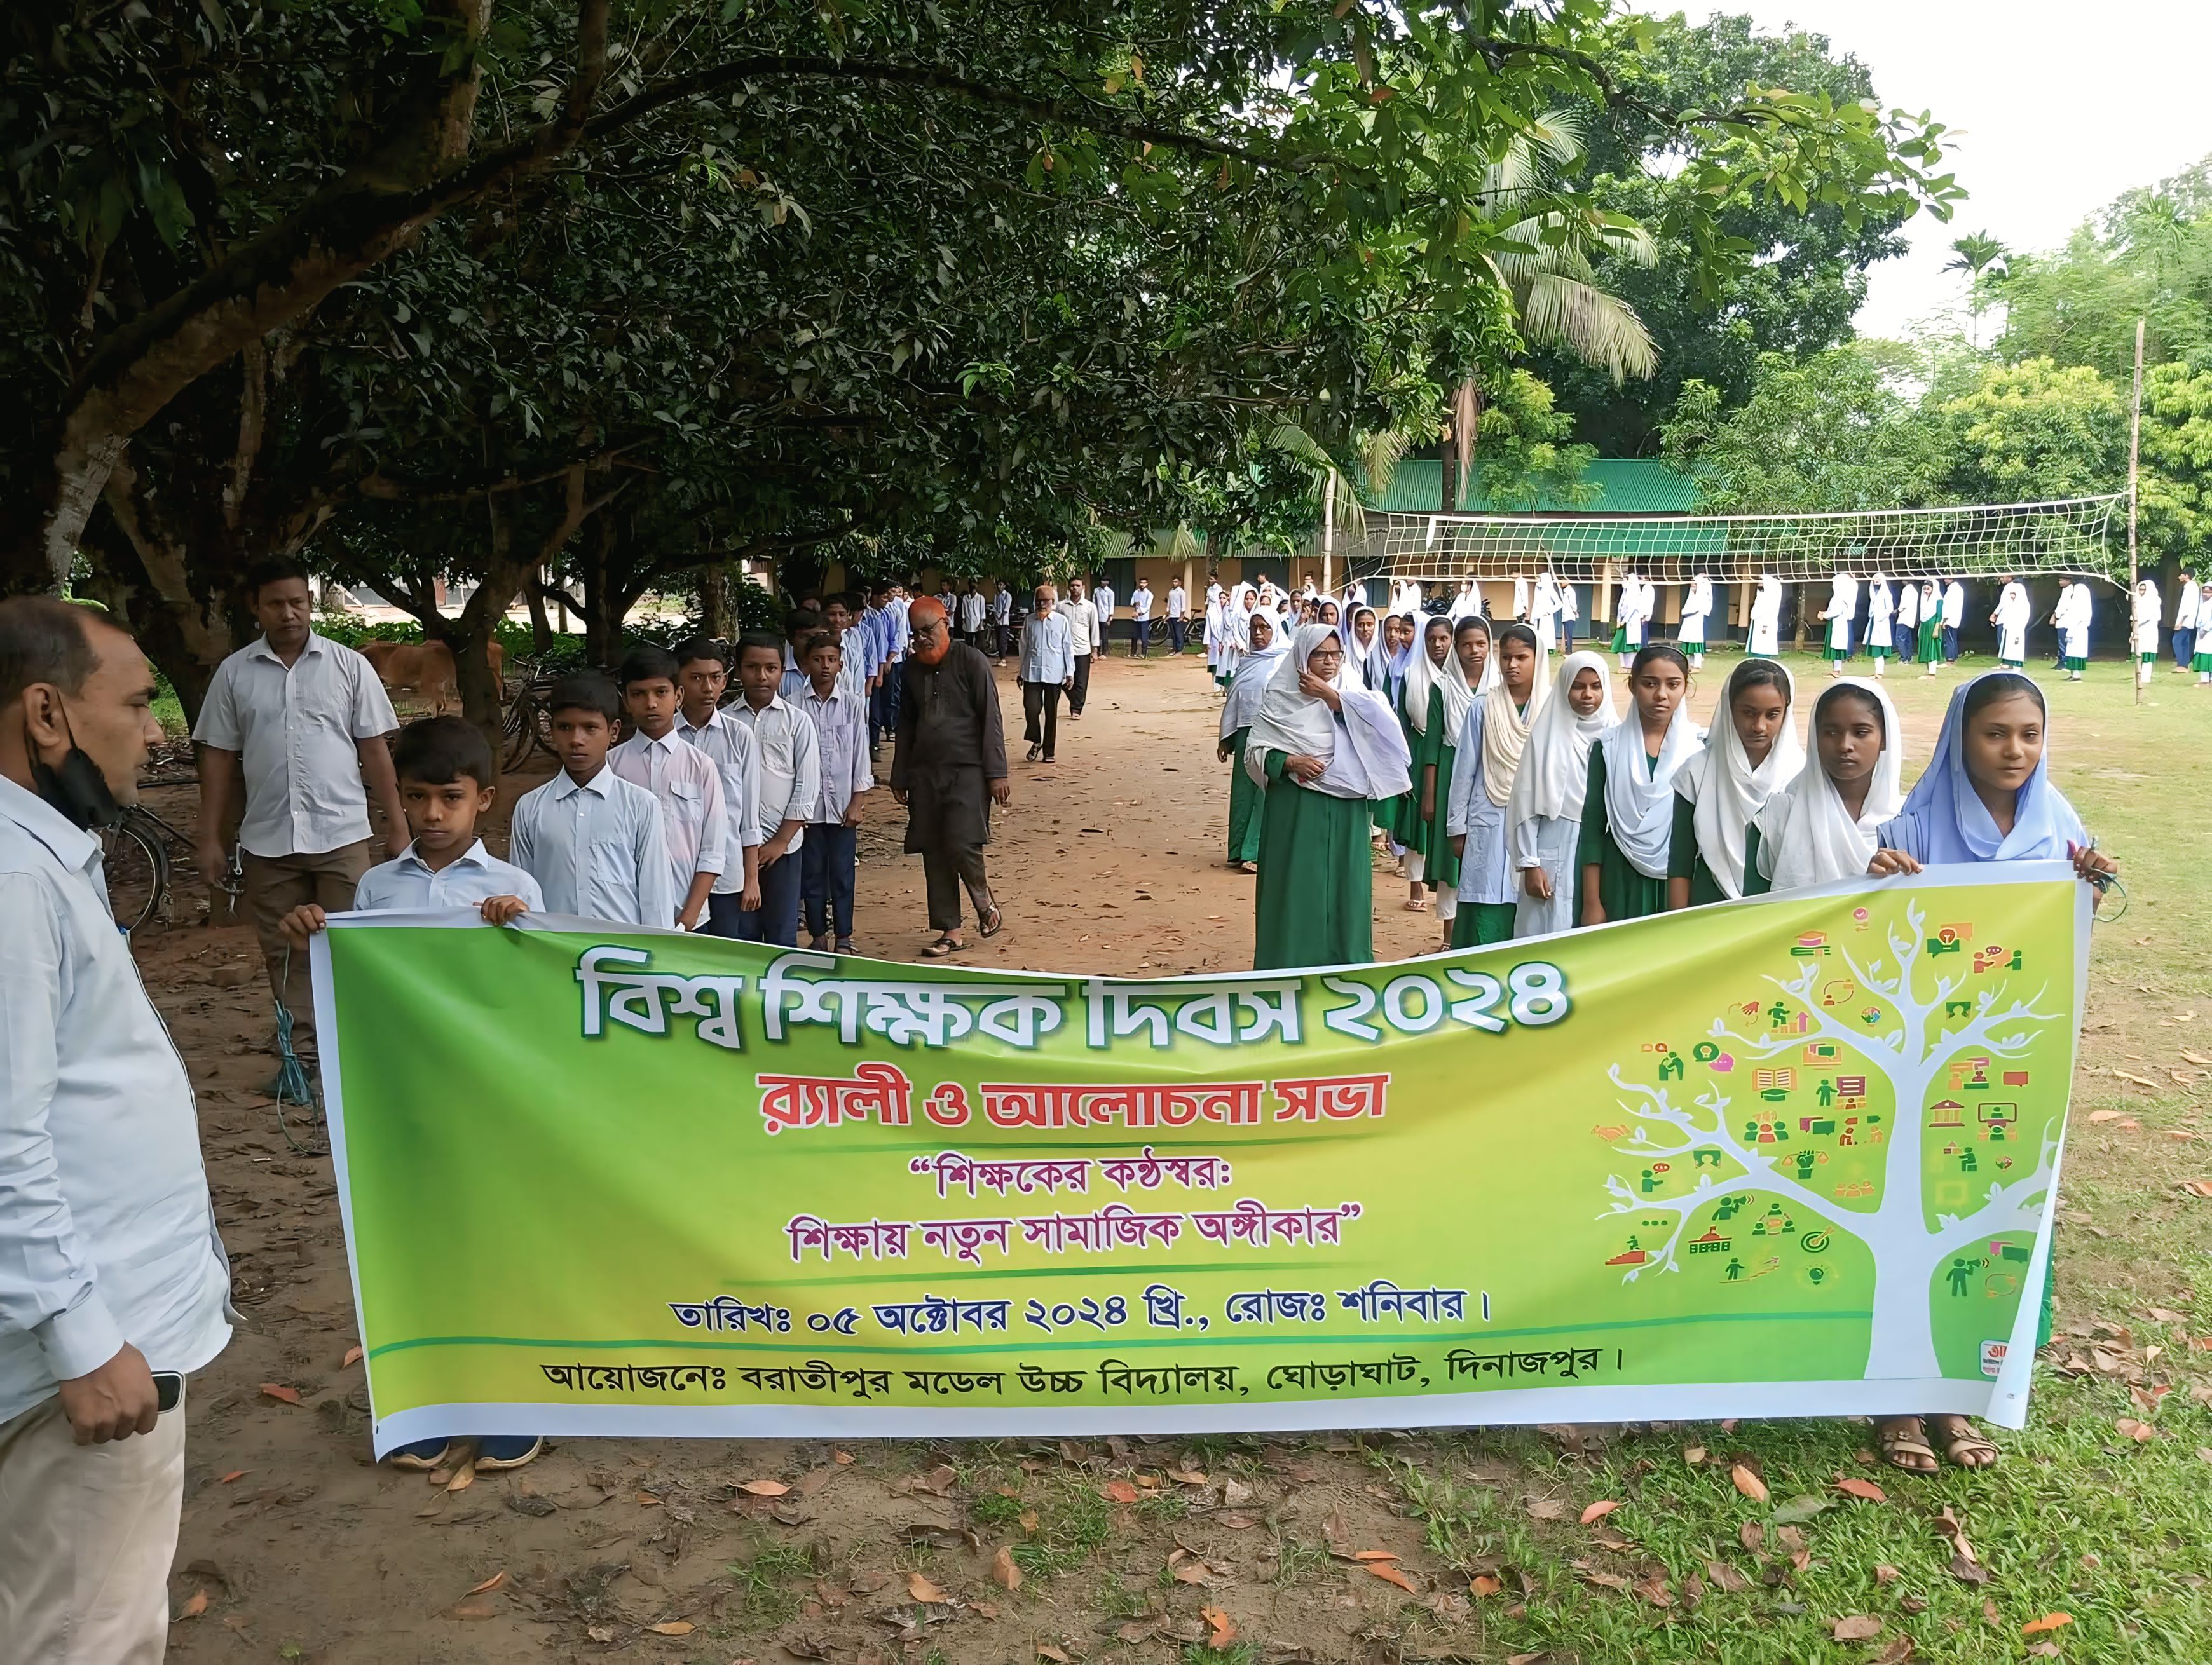 বিশ্ব শিক্ষক দিবস ২০২৪
র‍্যালী ও আলোচনা সভা
“শিক্ষকের কন্ঠস্বর:
শিক্ষায় নতুন সামাজিক অঙ্গীকার”
তারিখঃ ০৫ অক্টোবর ২০২৪ খ্রি., রোজঃ শনিবার।
আয়োজনেঃ বরাতীপুর মডেল উচ্চ বিদ্যালয়, ঘোড়াঘাট, দিনাজপুর।